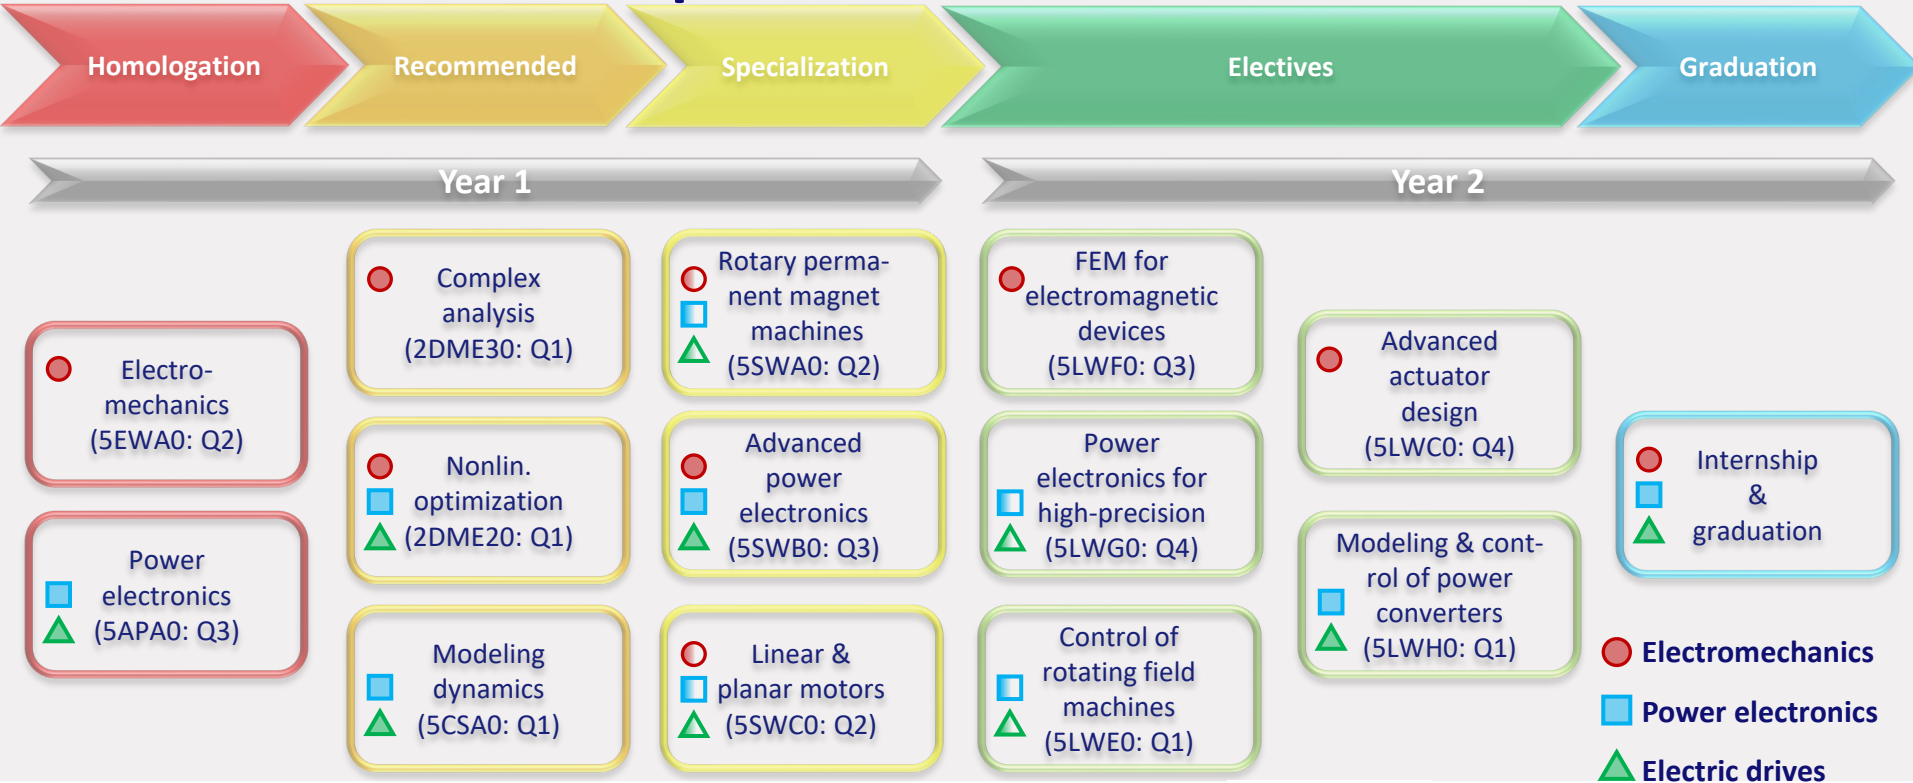 Homologation
Recommended
Specialization
Electives
Graduation
Year 1
Year 2
Electro-
mechanics
(5EWA0: Q2)
Power
electronics
(5APA0: Q3)
Complex
analysis
(2DME30: Q1)
Nonlin.
optimization
(2DME20: Q1)
Modeling
dynamics
(5CSA0: Q1)
Rotary perma-
nent magnet
machines
(5SWA0: Q2)
Advanced
power
electronics
(5SWB0: Q3)
Linear &
planar motors
(5SWC0: Q2)
FEM for
electromagnetic
devices
(5LWF0: Q3)
Power
electronics for
high-precision
(5LWG0: Q4)
Control of
rotating field
machines
(5LWE0: Q1)
Advanced
actuator
design
(5LWC0: Q4)
Modeling & cont-
rol of power
converters
(5LWH0: Q1)
Internship
&
graduation
Electromechanics
Power electronics
Electric drives